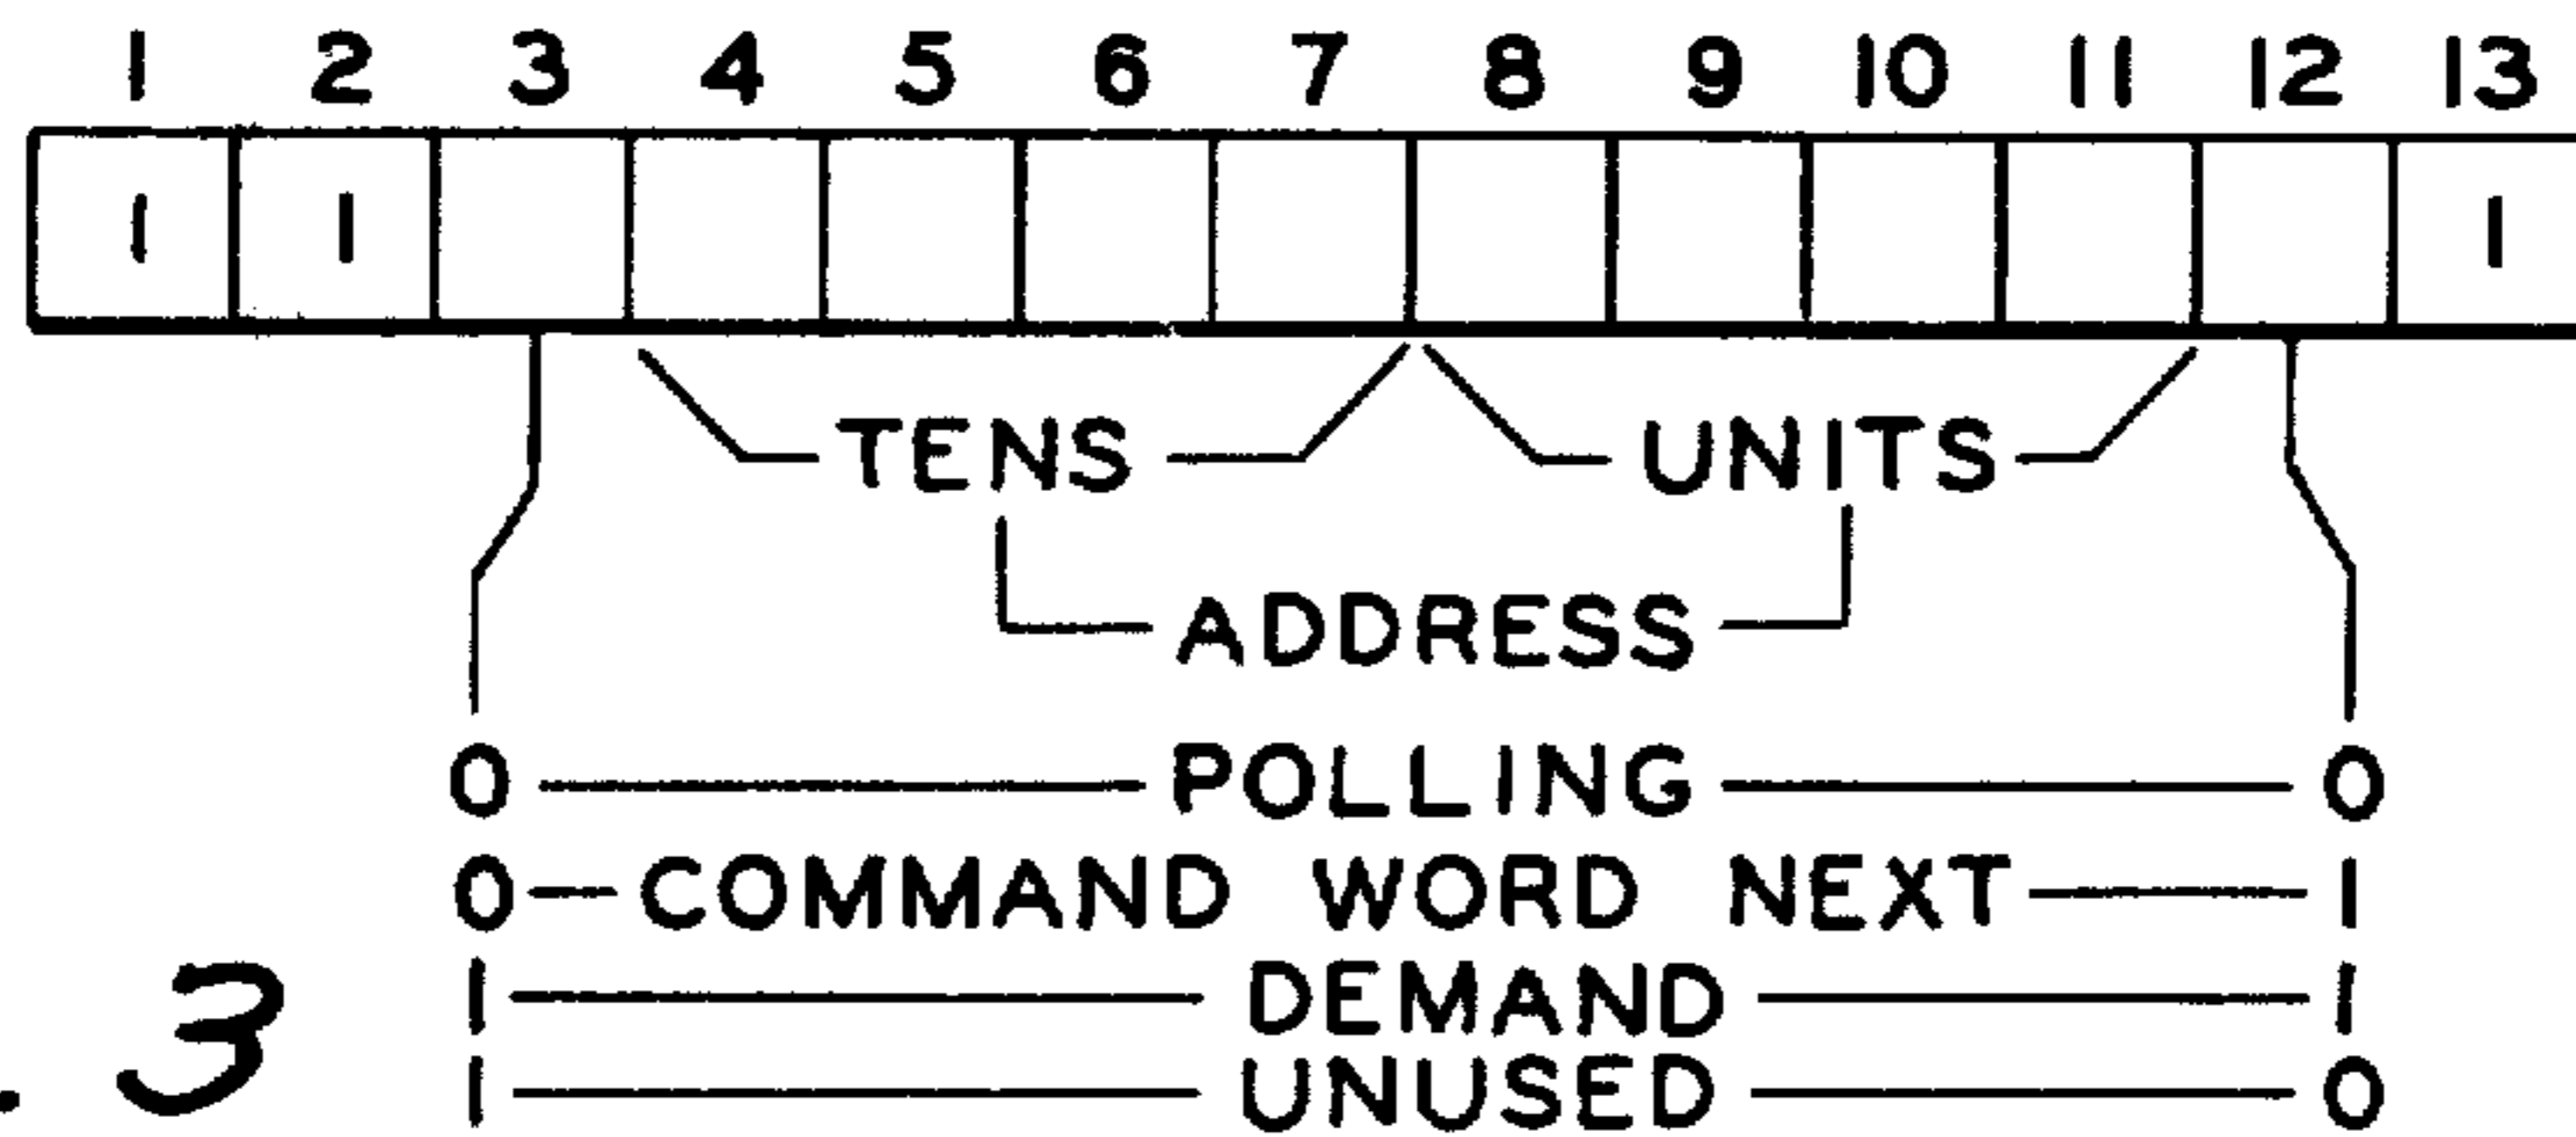 1 2 3 4 5 6 7 8 9 10 11 12 13
1 1 1
TENS UNITS
ADDRESS
0 POLLING 0
0 COMMAND WORD NEXT 1
1 DEMAND 1
1 UNUSED 0
. 3